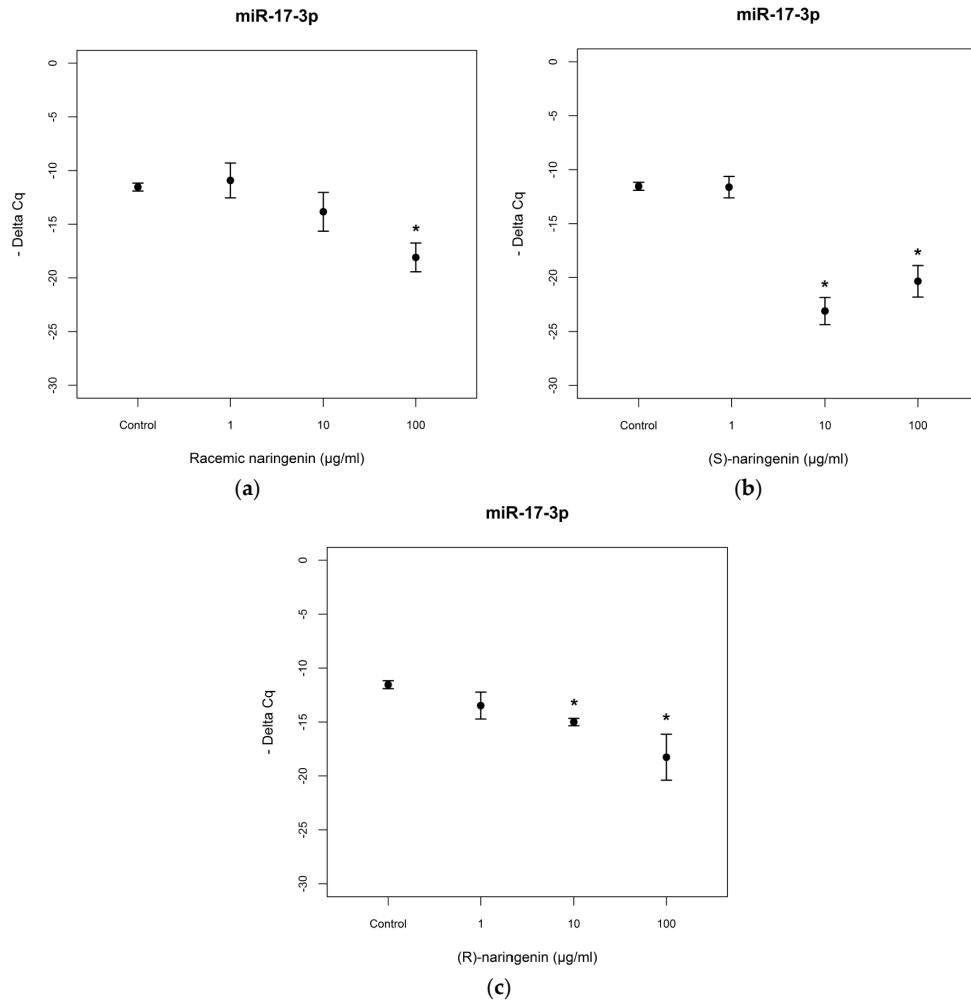 miR-17-3p
- Delta Cq
0
-5
-10
-15
-20
-25
-30
*
Control 1 10 100
Racemic naringenin (µg/ml)
(a)
miR-17-3p
- Delta Cq
0
-5
-10
-15
-20
-25
-30
* *
Control 1 10 100
(S)-naringenin (µg/ml)
(b)
miR-17-3p
- Delta Cq
0
-5
-10
-15
-20
-25
-30
* *
Control 1 10 100
(R)-naringenin (µg/ml)
(c)